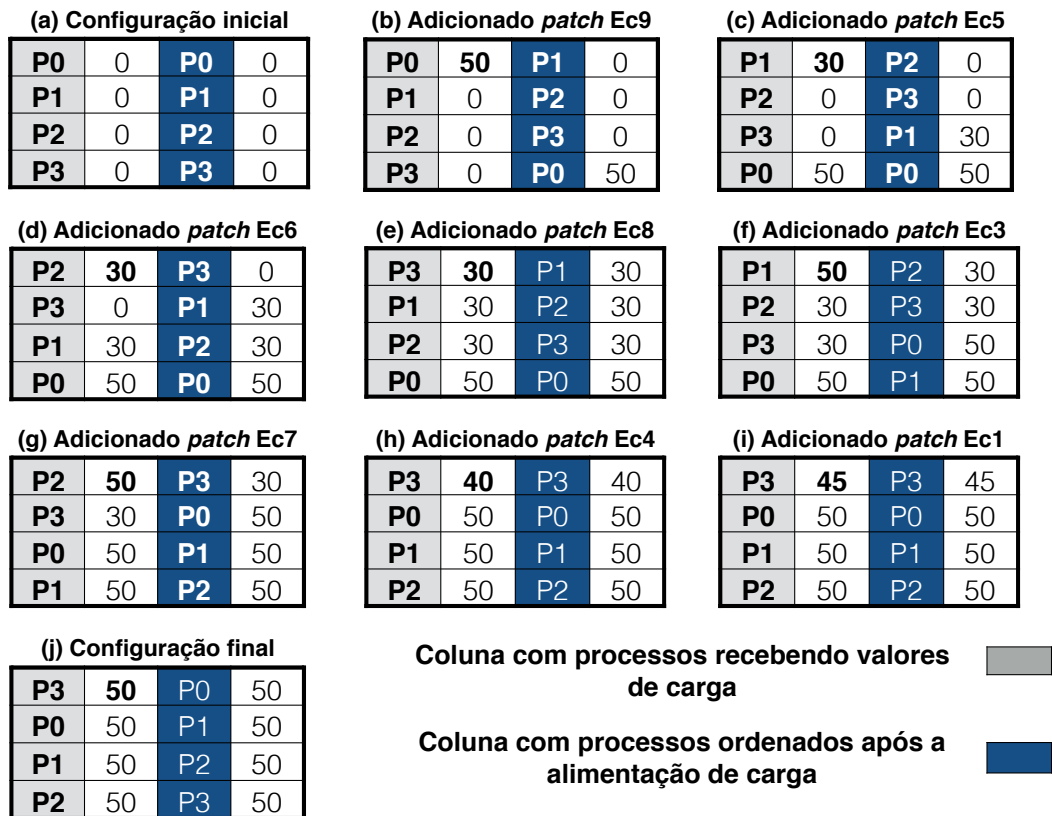 (a) Configuração inicial
P0 0 P0 0
P1 0 P1 0
P2 0 P2 0
P3 0 P3 0
(b) Adicionado patch Ec9
P0 50 P1 0
P1 0 P2 0
P2 0 P3 0
P3 0 P0 50
(c) Adicionado patch Ec5
P1 30 P2 0
P2 0 P3 0
P3 0 P1 30
P0 50 P0 50
(d) Adicionado patch Ec6
P2 30 P3 0
P3 0 P1 30
P1 30 P2 30
P0 50 P0 50
(e) Adicionado patch Ec8
P3 30 P1 30
P1 30 P2 30
P2 30 P3 30
P0 50 P0 50
(f) Adicionado patch Ec3
P1 50 P2 30
P2 30 P3 30
P3 30 P0 50
P0 50 P1 50
(g) Adicionado patch Ec7
P2 50 P3 30
P3 30 P0 50
P0 50 P1 50
P1 50 P2 50
(h) Adicionado patch Ec4
P3 40 P3 40
P0 50 P0 50
P1 50 P1 50
P2 50 P2 50
(i) Adicionado patch Ec1
P3 45 P3 45
P0 50 P0 50
P1 50 P1 50
P2 50 P2 50
(j) Configuração final
P3 50 P0 50
P0 50 P1 50
P1 50 P2 50
P2 50 P3 50
Coluna com processos recebendo valores
de carga
Coluna com processos ordenados após a
alimentação de carga